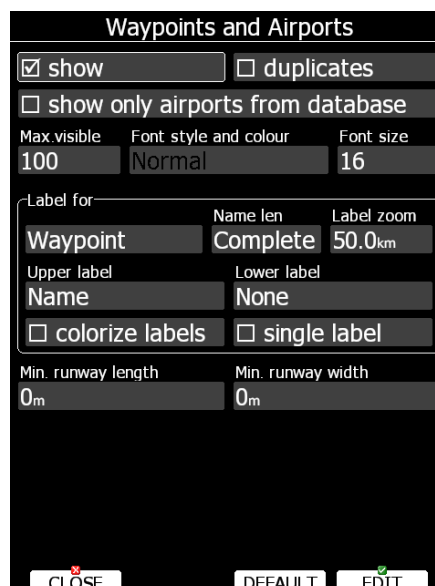 Waypoints and Airports
show duplicates
show only airports from database
Max.visible Font style and colour Font size
100 Normal 16
Label for
Name len Label zoom
Waypoint Complete 50.0km
Upper label Lower label
Name None
colorize labels single label
Min. runway length Min. runway width
0m 0m
CLOSE DEFAULT EDIT